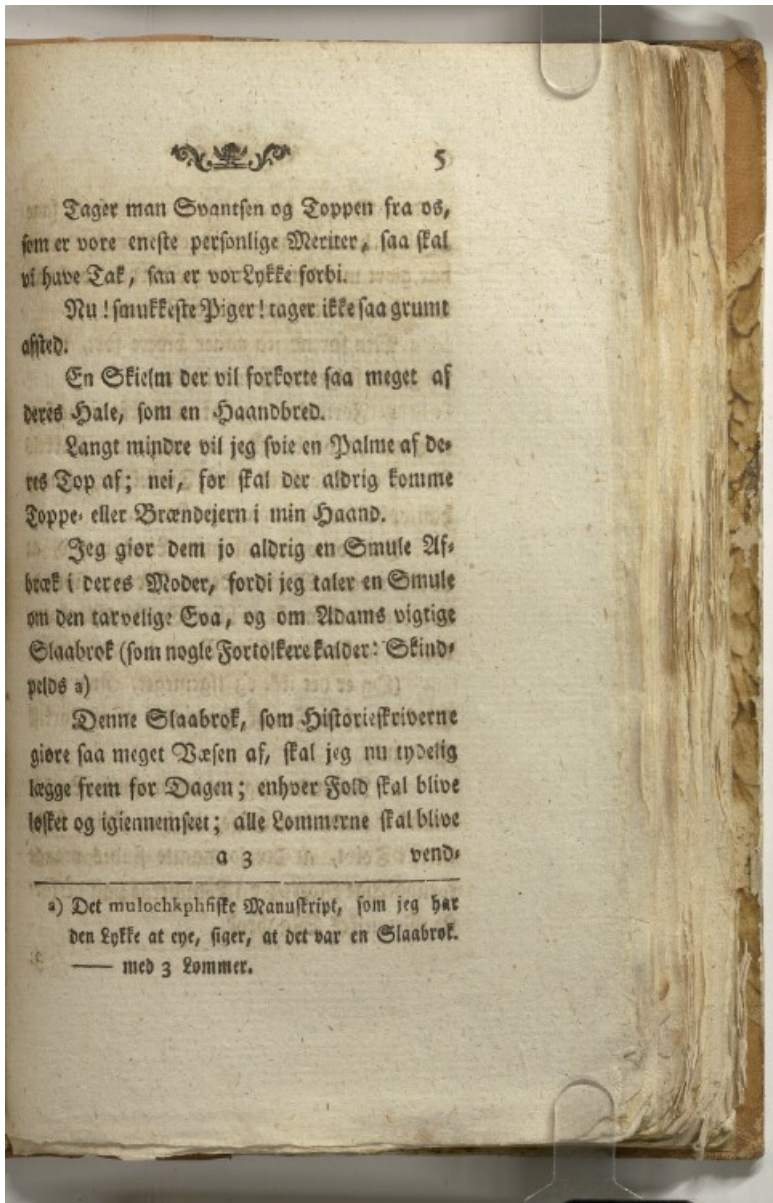 5
Tager man Svantsen og Toppen fra os,
som er vore eneste personlige Meriter, saa skal
vi have Tak, saa er vor Lykke forbi.
Nu! smukkeste Piger! tager ikke saa grumt
afsted.
En Skielm der vil forkorte saa meget af
deres Hale, som en Haandbred.
Langt mindre vil jeg svie en Palme af de-
res Top af; nei, før skal der aldrig komme
Toppe- eller Brændejern i min Haand.
Jeg giør dem jo aldrig en Smule Af-
bræk i deres Moder, fordi jeg taler en Smule
om den tarvelige Eva, og om Adams vigtige
Slaabrok (som nogle Fortolkere kalder: Skind-
pelds a)
Denne Slaabrok, som Historieskriverne
giøre saa meget Væsen af, skal jeg nu tydelig
lægge frem for Dagen; enhver Fold skal blive
løsket og igiennemseet; alle Lommerne skal blive
a 3 vend-
a) Det mulochkphfiske Manuskript, som jeg har
den Lykke at eye, siger, at det var en Slaabrok.
—— med 3 Lommer.